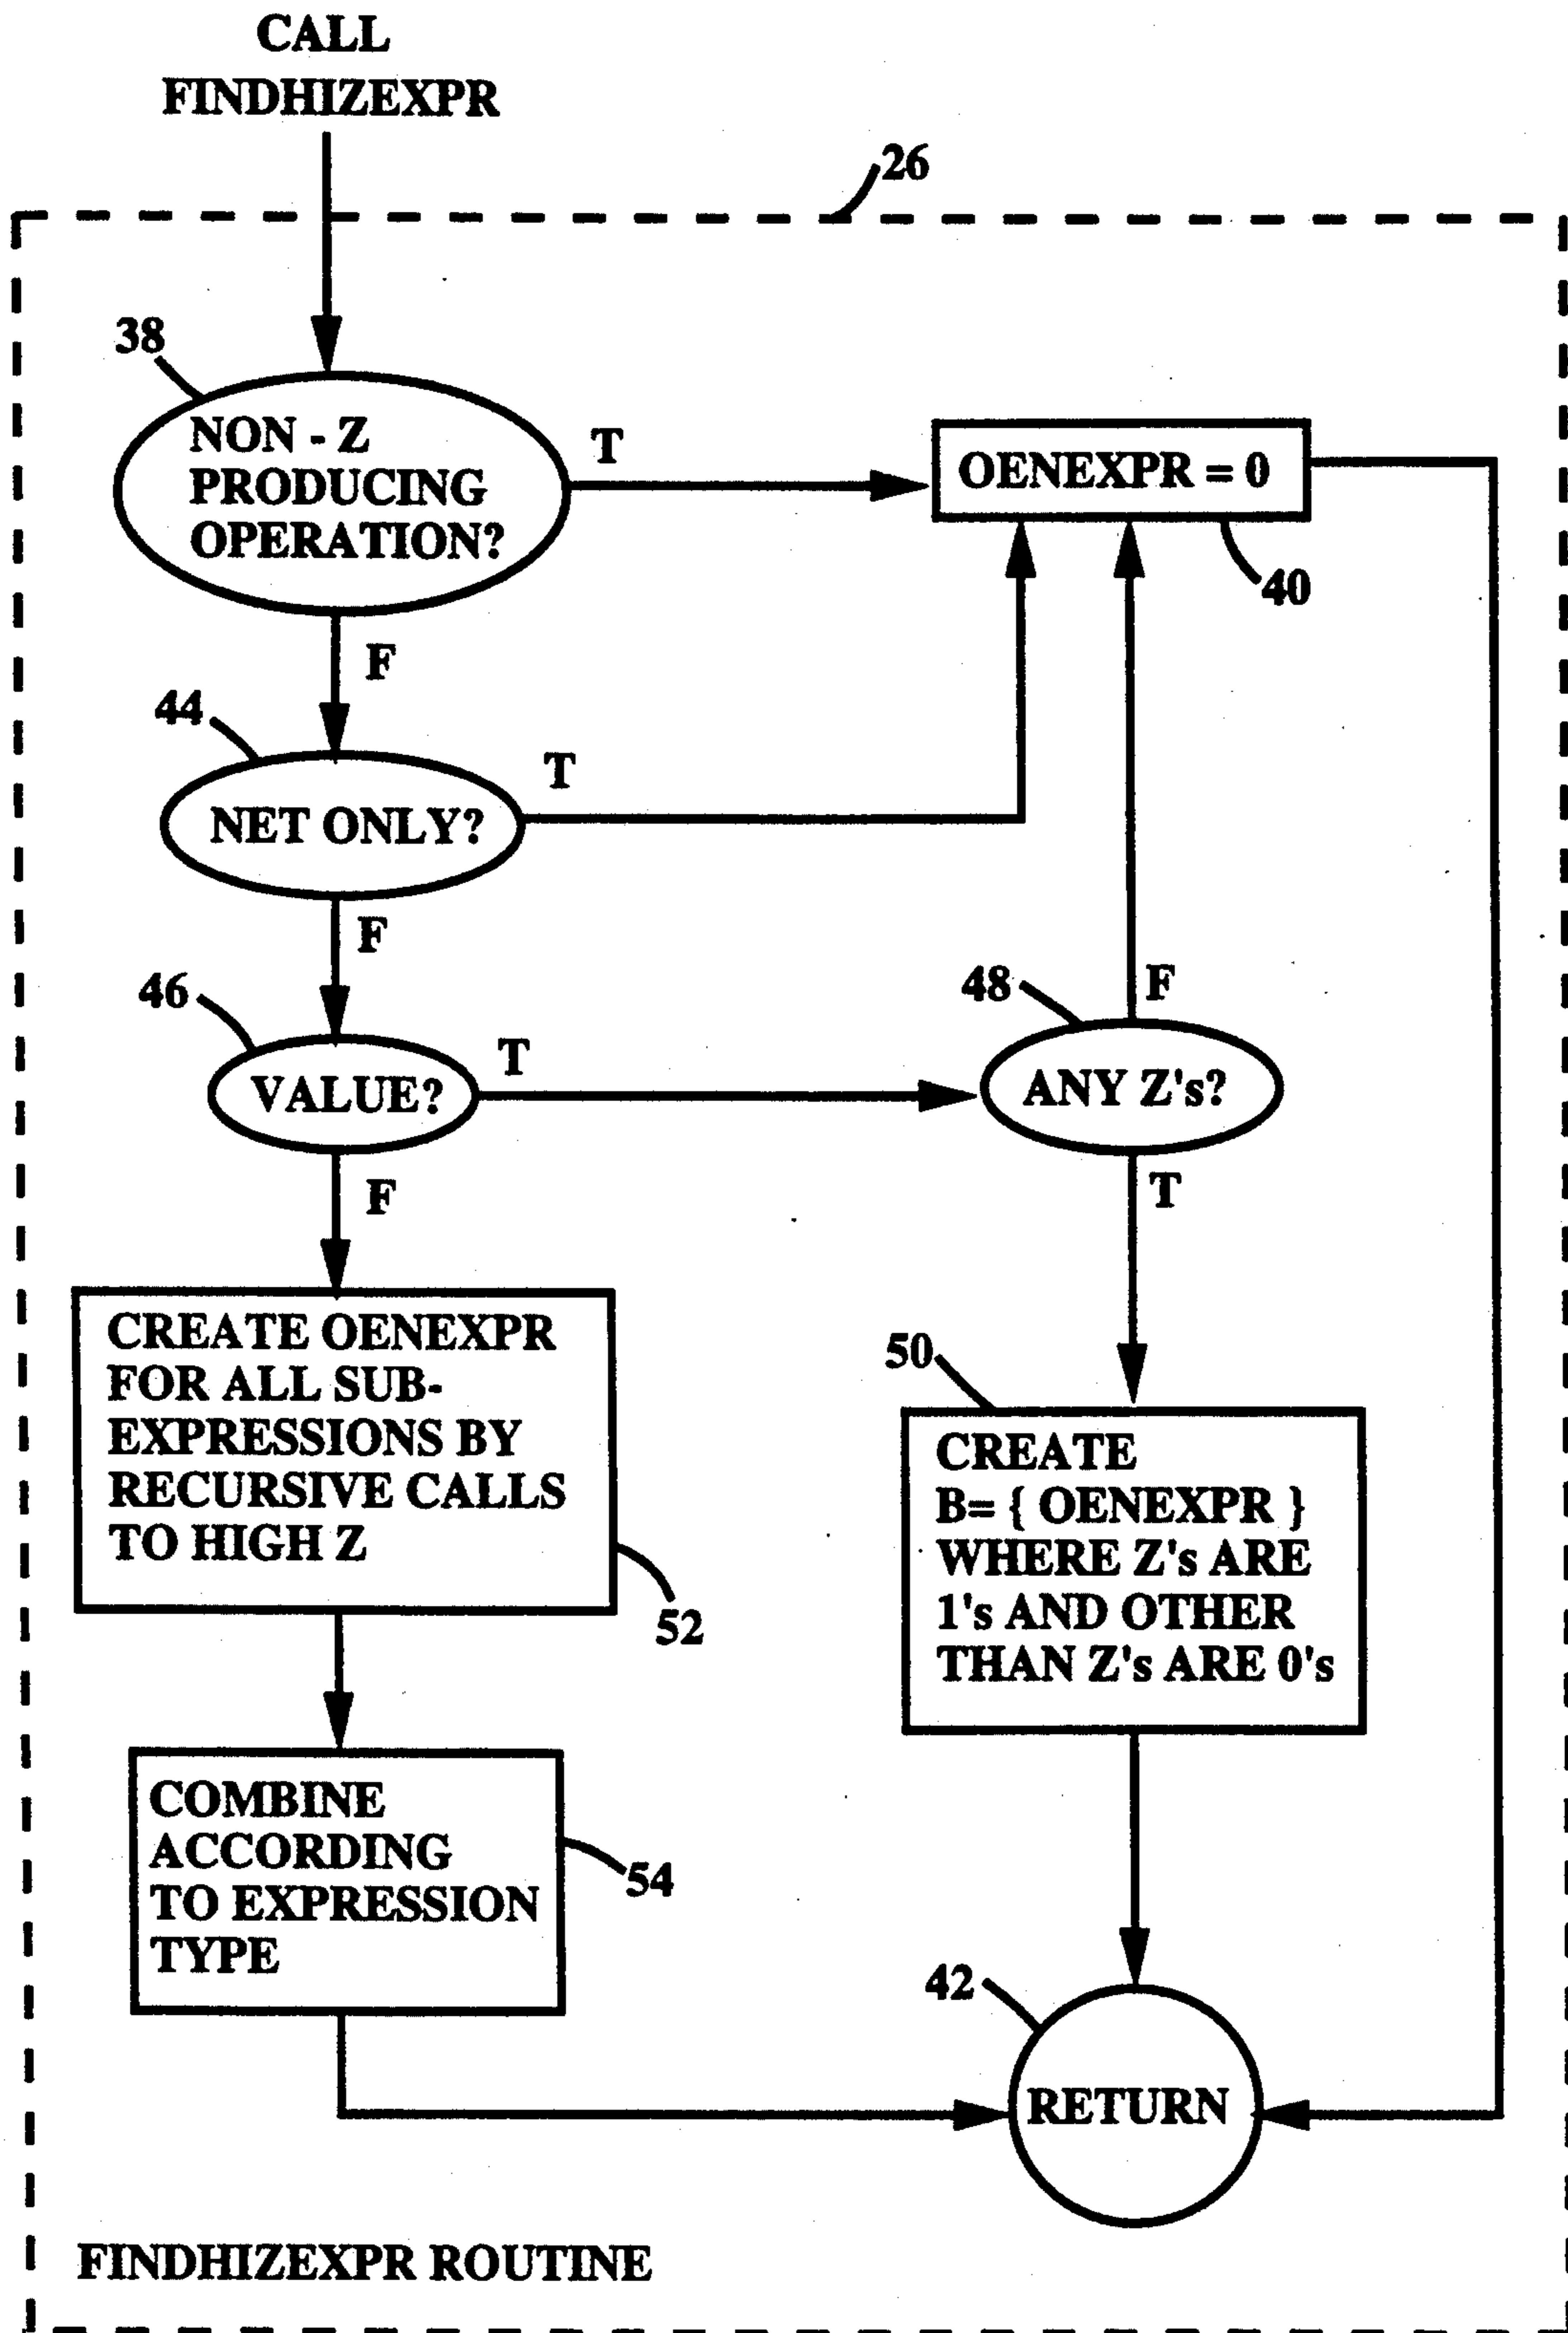 CALL
FINDHIZEXPR
26
38
NON - Z
PRODUCING
OPERATION?
T
OENEXPR = 0
40
F
44
NET ONLY?
T
F
46
VALUE?
T
48
F
ANY Z's?
F
T
CREATE OENEXPR
FOR ALL SUB-
EXPRESSIONS BY
RECURSIVE CALLS
TO HIGH Z
52
50
CREATE
B= { OENEXPR }
WHERE Z's ARE
1's AND OTHER
THAN Z's ARE 0's
COMBINE
ACCORDING
TO EXPRESSION
TYPE
54
42
RETURN
FINDHIZEXPR ROUTINE